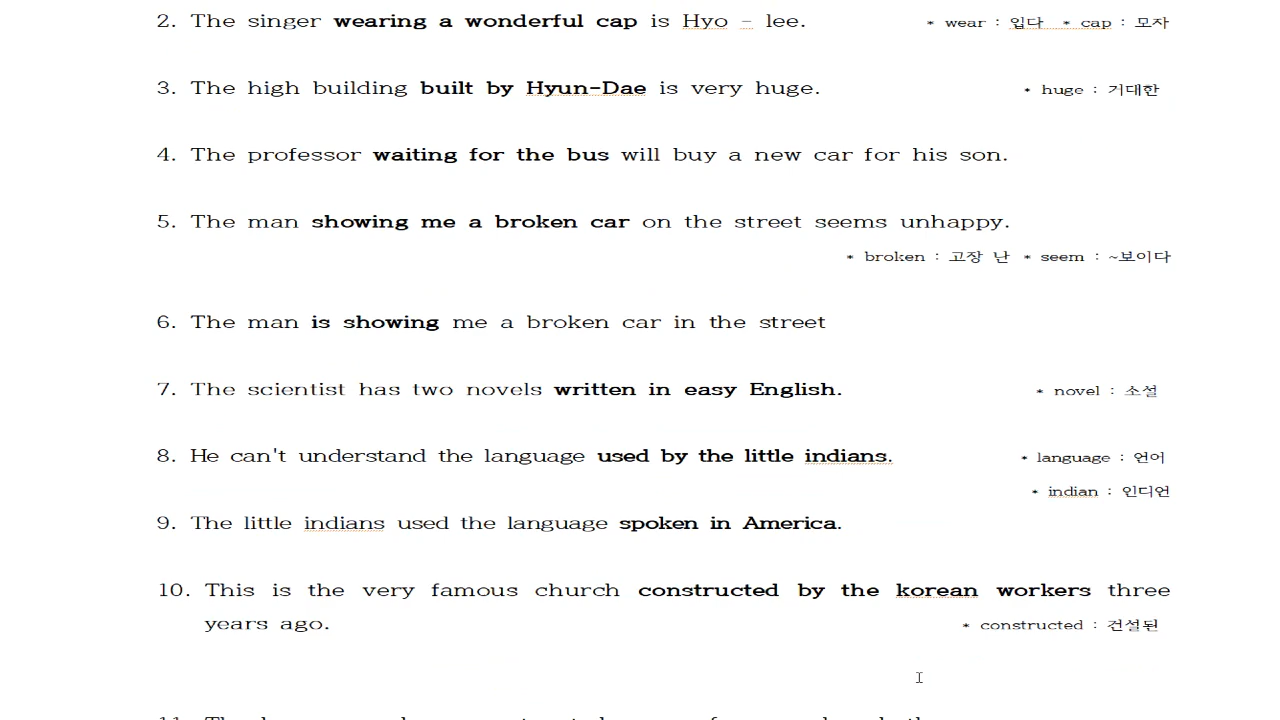 2. The singer wearing a wonderful cap is Hyo - lee. * wear : 입다 * cap : 모자
3. The high building built by Hyun-Dae is very huge. * huge : 거대한
4. The professor waiting for the bus will buy a new car for his son.
5. The man showing me a broken car on the street seems unhappy.
* broken : 고장 난 * seem : ~보이다
6. The man is showing me a broken car in the street
7. The scientist has two novels written in easy English. * novel : 소설
8. He can't understand the language used by the little indians. * language : 언어
* indian : 인디언
9. The little indians used the language spoken in America.
10. This is the very famous church constructed by the korean workers three
years ago. * constructed : 건설된